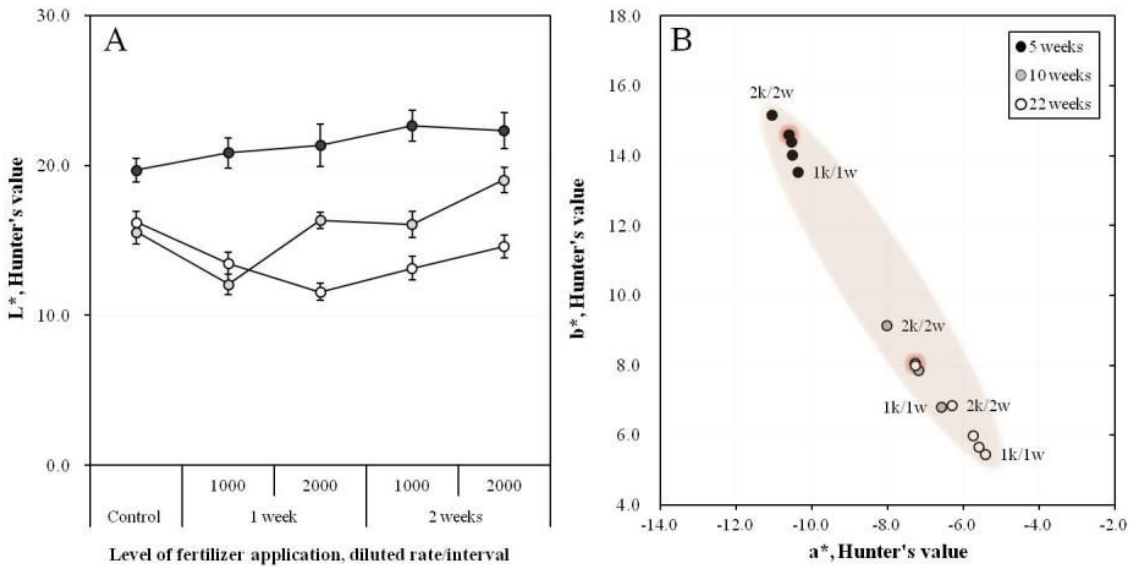 A
30.0
20.0
10.0
0.0
L*, Hunter's value
1000 2000 1000 2000
Control 1 week 2 weeks
Level of fertilizer application, diluted rate/interval
B
18.0
16.0
14.0
12.0
10.0
8.0
6.0
4.0
b*, Hunter's value
5 weeks
10 weeks
22 weeks
2k/2w
1k/1w
2k/2w
1k/1w
2k/2w
1k/1w
-14.0 -12.0 -10.0 -8.0 -6.0 -4.0 -2.0
a*, Hunter's value